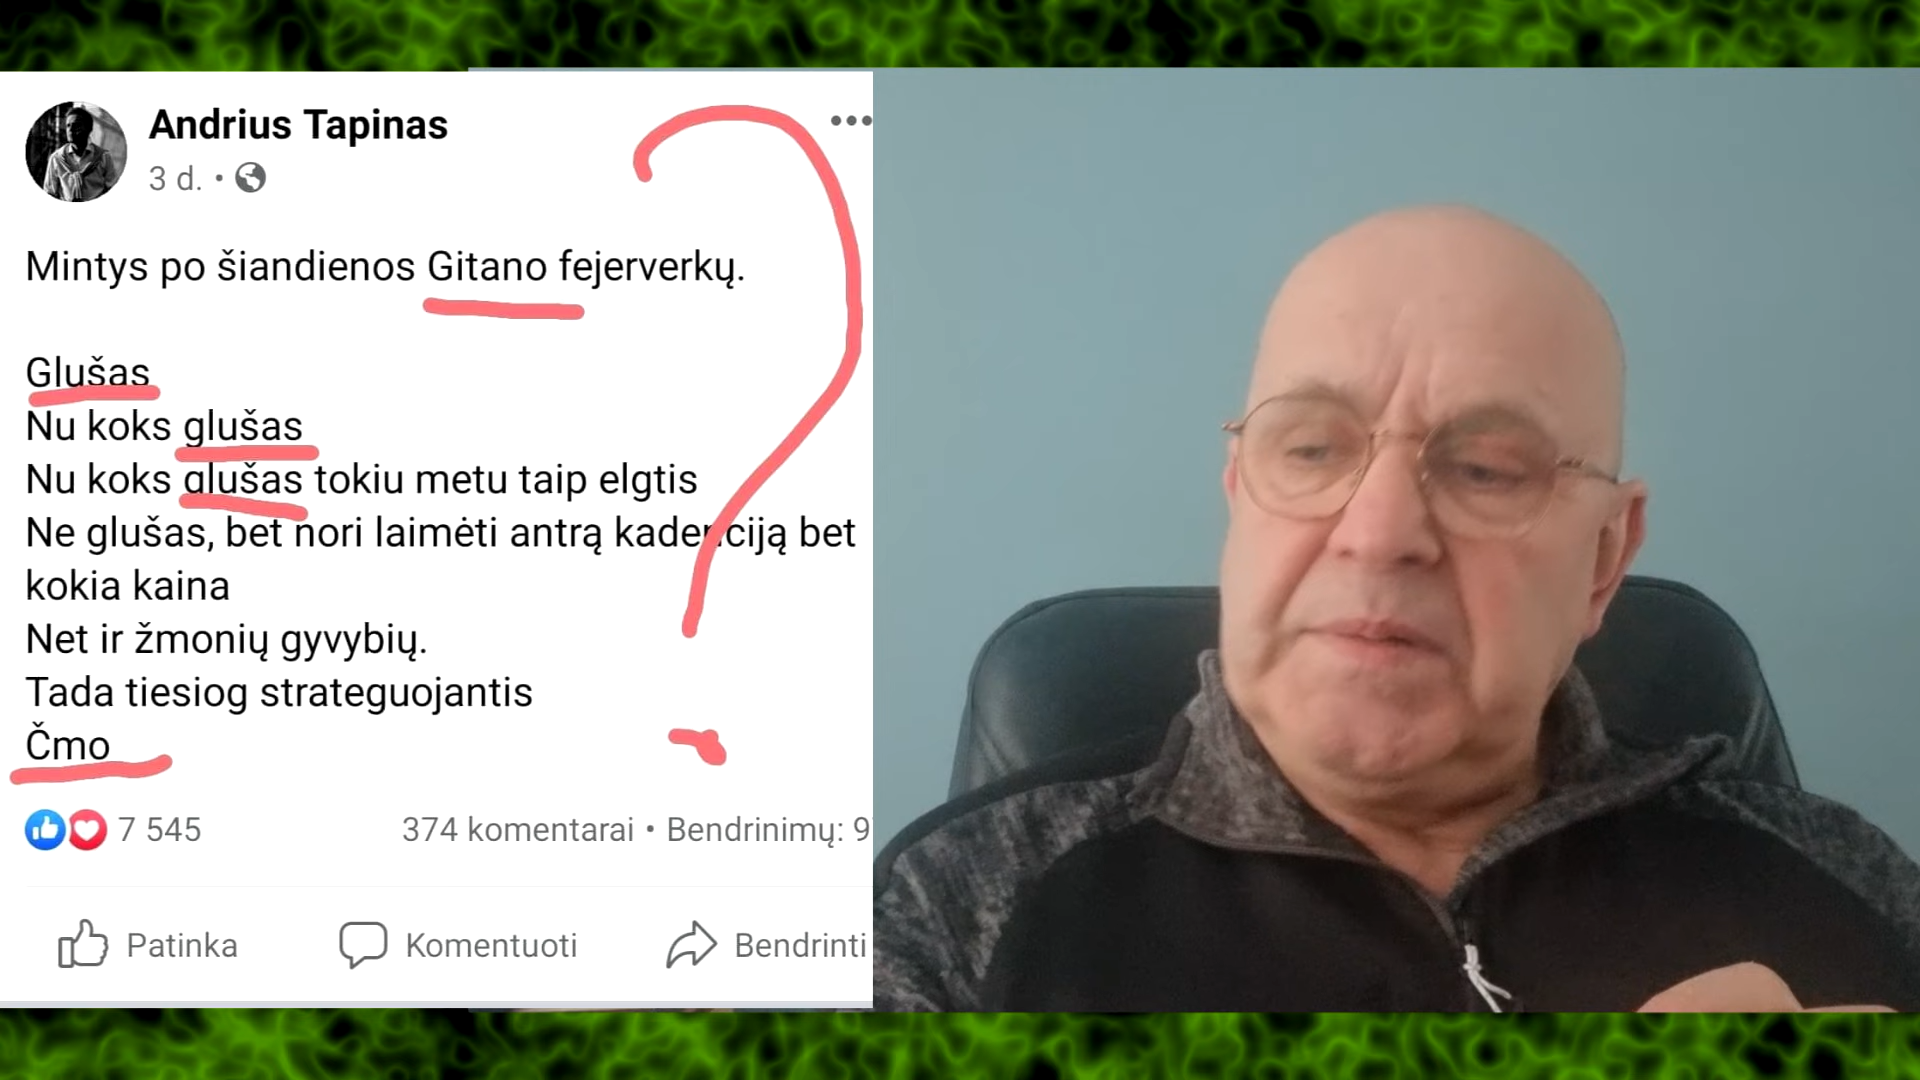 Andrius Tapinas
3 d.
Mintys po šiandienos Gitano fejerverkų.
Glušas
Nu koks glušas
Nu koks glušas tokiu metu taip elgtis
Ne glušas, bet nori laimėti antrą kadenciją bet
kokia kaina
Net ir žmonių gyvybių.
Tada tiesiog strateguojantis
Čmo
7 545
374 komentarai • Bendrinimų: 9
Patinka
Komentuoti
Bendrinti